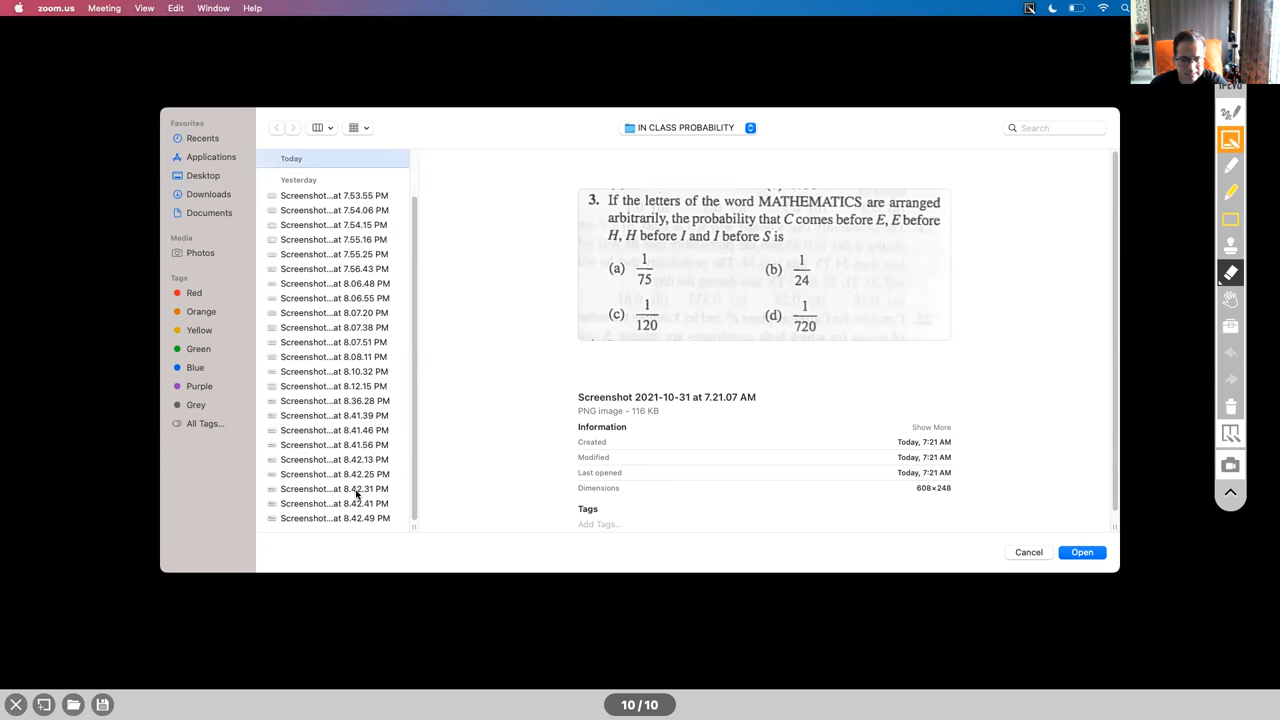 zoom.us Meeting View Edit Window Help
IN CLASS PROBABILITY
Search
Favorites
Recents
Applications
Desktop
Downloads
Documents
Media
Photos
Tags
Red
Orange
Yellow
Green
Blue
Purple
Grey
All Tags...
Today
Yesterday
Screenshot...at 7.53.55 PM
Screenshot...at 7.54.06 PM
Screenshot...at 7.54.15 PM
Screenshot...at 7.55.16 PM
Screenshot...at 7.55.25 PM
Screenshot...at 7.56.43 PM
Screenshot...at 8.06.48 PM
Screenshot...at 8.06.55 PM
Screenshot...at 8.07.20 PM
Screenshot...at 8.07.38 PM
Screenshot...at 8.07.51 PM
Screenshot...at 8.08.11 PM
Screenshot...at 8.10.32 PM
Screenshot...at 8.12.15 PM
Screenshot...at 8.36.28 PM
Screenshot...at 8.41.39 PM
Screenshot...at 8.41.46 PM
Screenshot...at 8.41.56 PM
Screenshot...at 8.42.13 PM
Screenshot...at 8.42.25 PM
Screenshot...at 8.42.31 PM
Screenshot...at 8.42.41 PM
Screenshot...at 8.42.49 PM
3. If the letters of the word MATHEMATICS are arranged
arbitrarily, the probability that C comes before E, E before
H, H before I and I before S is
(a) 1/75 (b) 1/24
(c) 1/120 (d) 1/720
Screenshot 2021-10-31 at 7.21.07 AM
PNG image - 116 KB
Information Show More
Created Today, 7:21 AM
Modified Today, 7:21 AM
Last opened Today, 7:21 AM
Dimensions 608×248
Tags
Add Tags...
Cancel Open
10 / 10